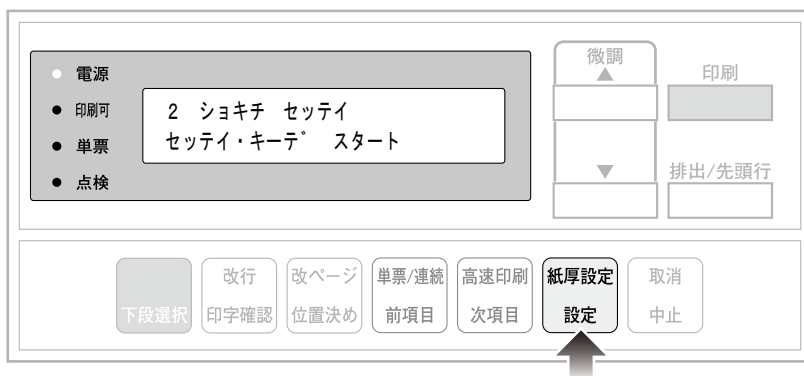 電源
印刷可
単票
点検
2 ショキチ セッテイ
セッテイ・キーデ スタート
微調
▲
▼
印刷
排出/先頭行
下段選択
改行
印字確認
改ページ
位置決め
単票/連続
前項目
高速印刷
次項目
紙厚設定
設定
取消
中止